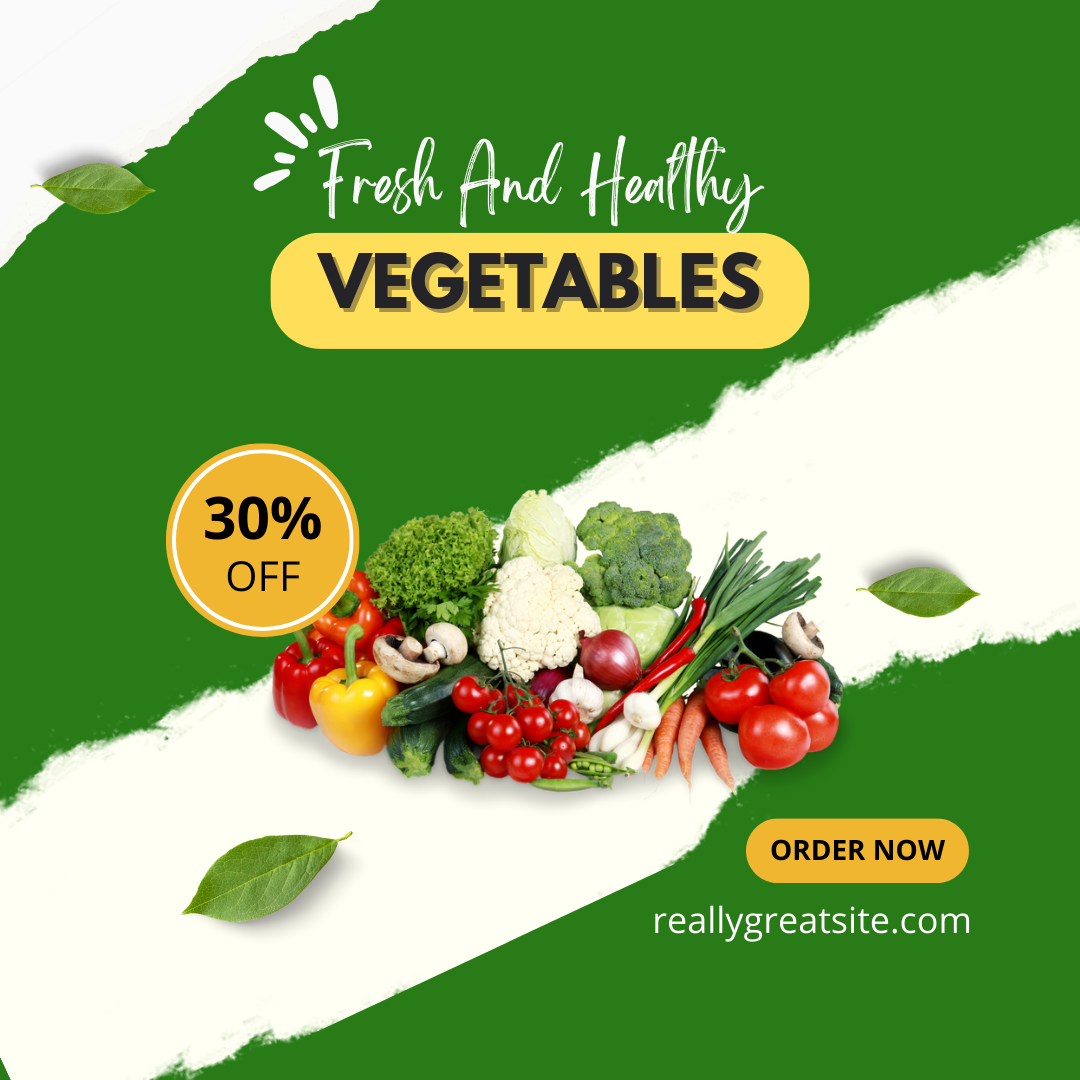 Fresh And Healthy
VEGETABLES
30%
OFF
ORDER NOW
reallygreatsite.com